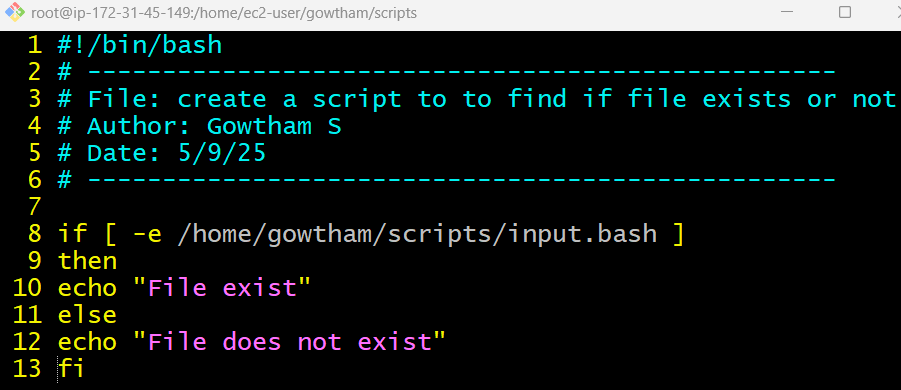 root@ip-172-31-45-149:/home/ec2-user/gowtham/scripts
1 #!/bin/bash
2 # --------------------------------------------------
3 # File: create a script to to find if file exists or not
4 # Author: Gowtham S
5 # Date: 5/9/25
6 # --------------------------------------------------
7
8 if [ -e /home/gowtham/scripts/input.bash ]
9 then
10 echo "File exist"
11 else
12 echo "File does not exist"
13 fi